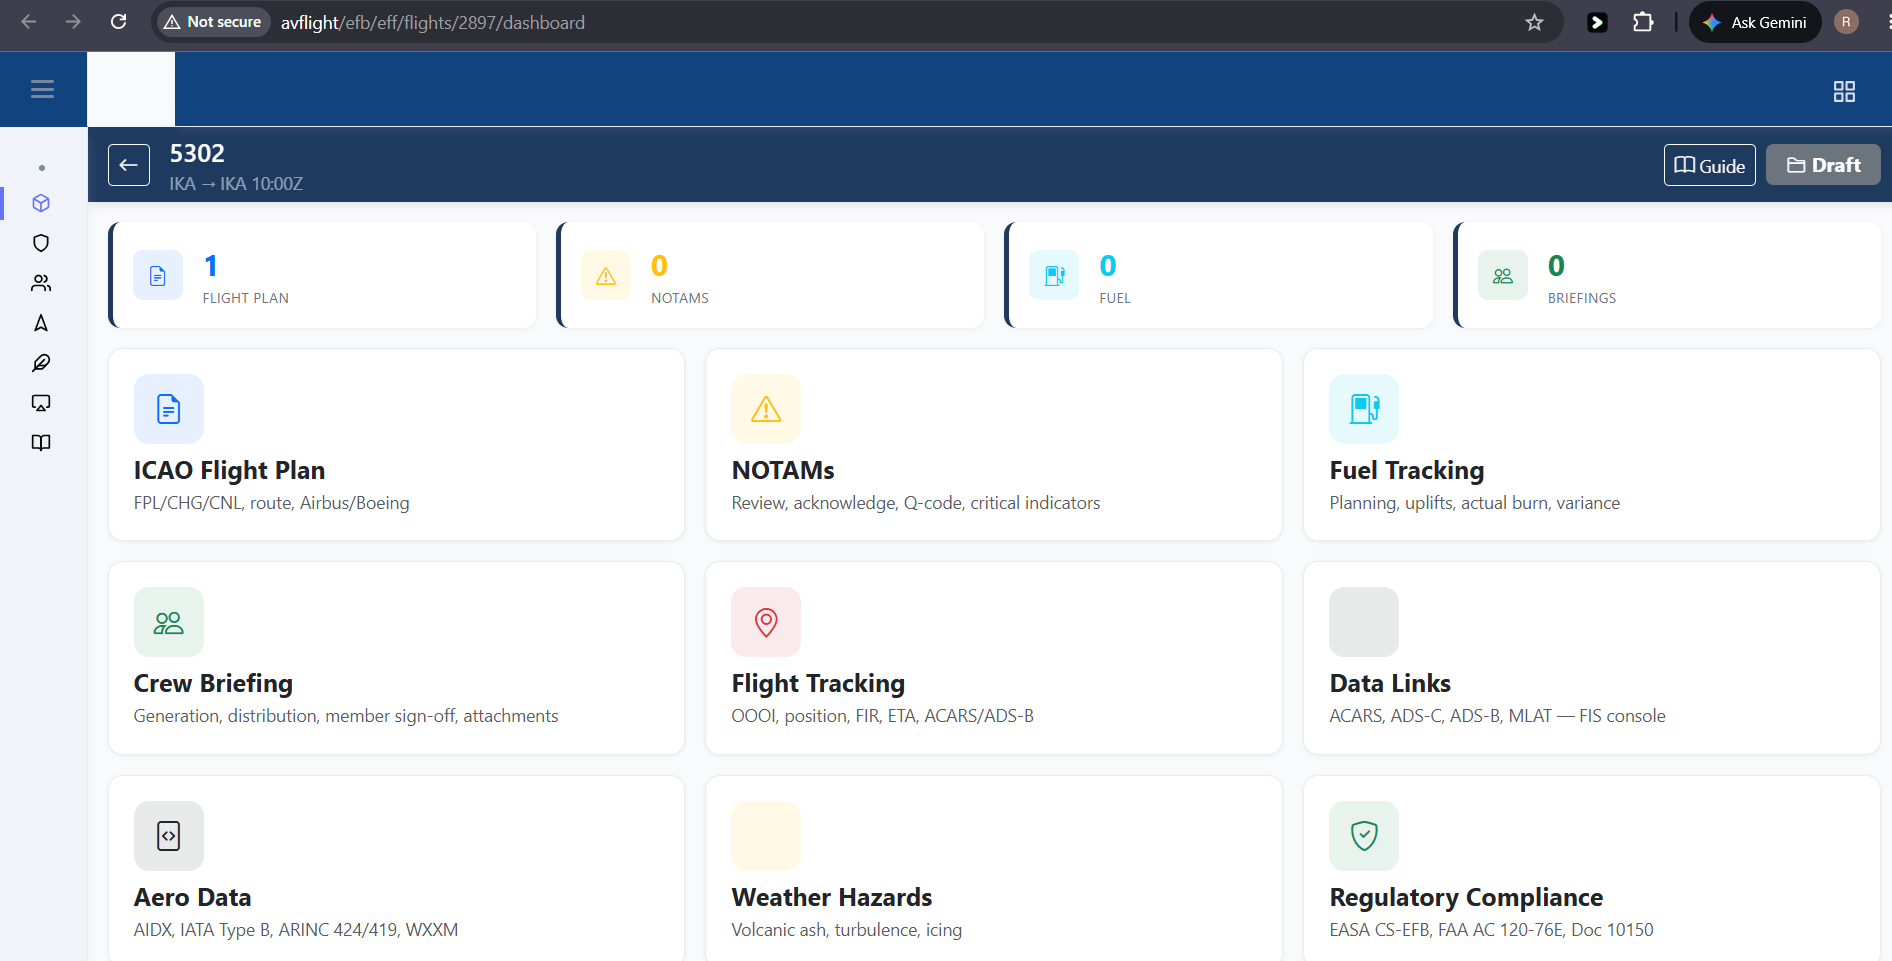 Not secure
avflight/efb/eff/flights/2897/dashboard
Ask Gemini
R
5302
IKA → IKA 10:00Z
Guide
Draft
1
FLIGHT PLAN
0
NOTAMS
0
FUEL
0
BRIEFINGS
ICAO Flight Plan
FPL/CHG/CNL, route, Airbus/Boeing
NOTAMs
Review, acknowledge, Q-code, critical indicators
Fuel Tracking
Planning, uplifts, actual burn, variance
Crew Briefing
Generation, distribution, member sign-off, attachments
Flight Tracking
OOOI, position, FIR, ETA, ACARS/ADS-B
Data Links
ACARS, ADS-C, ADS-B, MLAT — FIS console
Aero Data
AIDX, IATA Type B, ARINC 424/419, WXXM
Weather Hazards
Volcanic ash, turbulence, icing
Regulatory Compliance
EASA CS-EFB, FAA AC 120-76E, Doc 10150